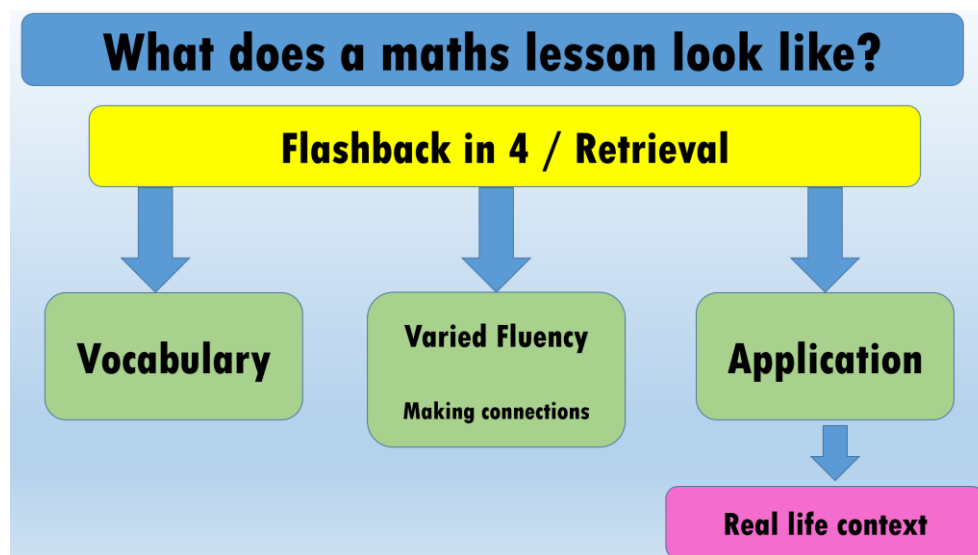 What does a maths lesson look like?
Flashback in 4 / Retrieval
Vocabulary
Varied Fluency
Making connections
Application
Real life context